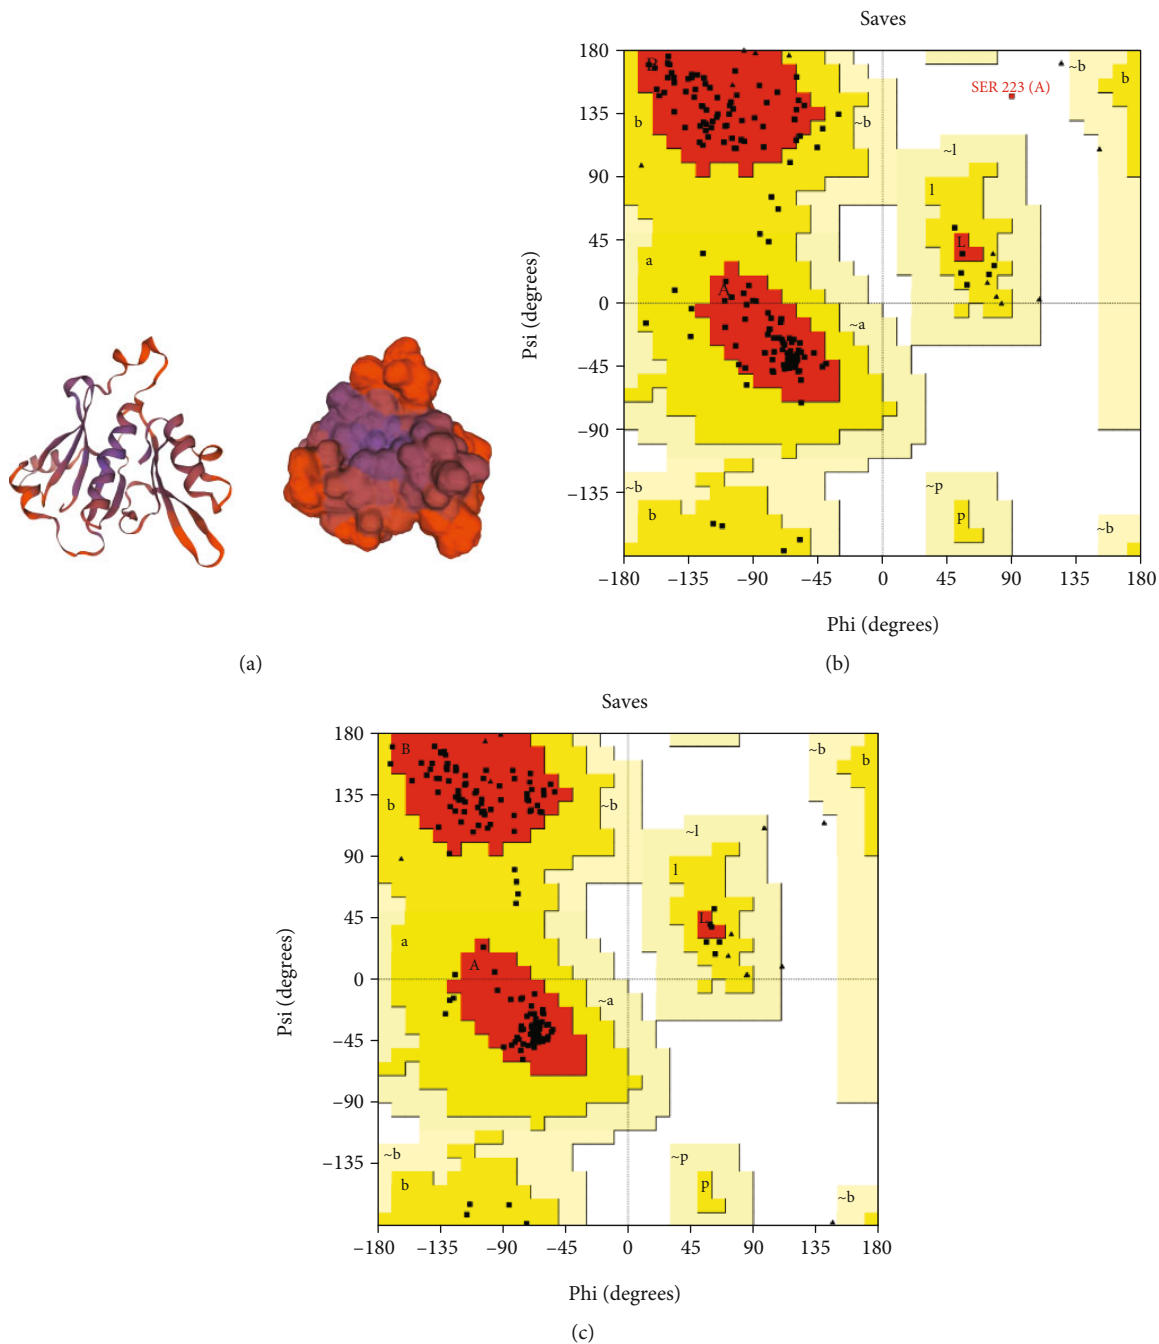 (a)
Saves
180
135
90
45
0
−45
−90
−135
Psi (degrees)
B
b
~b
~b
b
SER 223 (A)
~l
l
L
a
A
~a
~b
b
~p
p
~b
−180 −135 −90 −45 0 45 90 135 180
Phi (degrees)
(b)
Saves
180
135
90
45
0
−45
−90
−135
Psi (degrees)
B
b
~b
~b
b
~l
l
L
a
A
~a
~b
b
~p
p
~b
−180 −135 −90 −45 0 45 90 135 180
Phi (degrees)
(c)